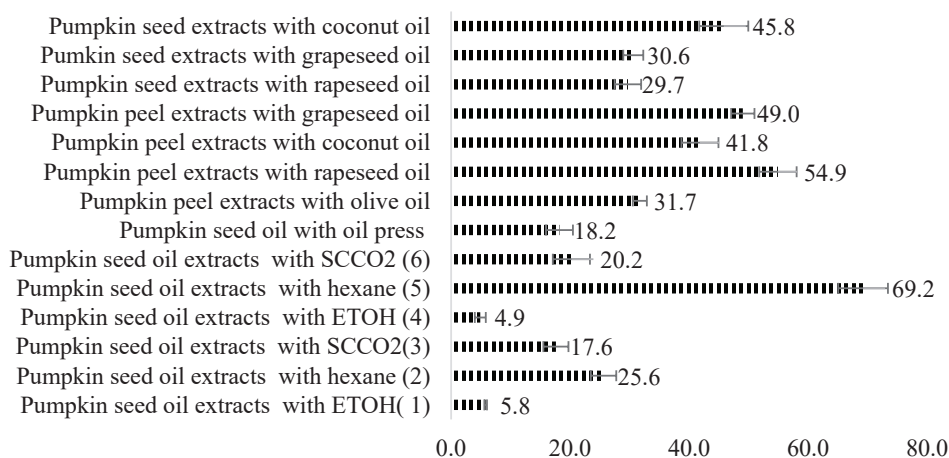 Pumpkin seed extracts with coconut oil 45.8
Pumkin seed extracts with grapeseed oil 30.6
Pumpkin seed extracts with rapeseed oil 29.7
Pumpkin peel extracts with grapeseed oil 49.0
Pumpkin peel extracts with coconut oil 41.8
Pumpkin peel extracts with rapeseed oil 54.9
Pumpkin peel extracts with olive oil 31.7
Pumpkin seed oil with oil press 18.2
Pumpkin seed oil extracts with SCCO2 (6) 20.2
Pumpkin seed oil extracts with hexane (5) 69.2
Pumpkin seed oil extracts with ETOH (4) 4.9
Pumpkin seed oil extracts with SCCO2(3) 17.6
Pumpkin seed oil extracts with hexane (2) 25.6
Pumpkin seed oil extracts with ETOH( 1) 5.8
0.0 20.0 40.0 60.0 80.0